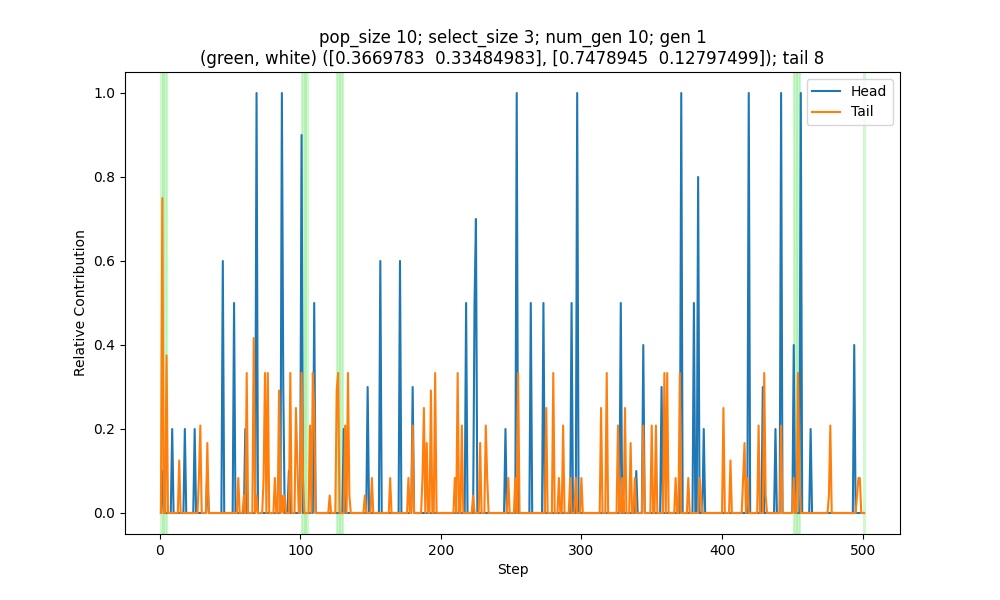 pop_size 10; select_size 3; num_gen 10; gen 1
(green, white) ([0.3669783  0.33484983], [0.7478945  0.12797499]); tail 8
Head
Tail
Relative Contribution
1.0
0.8
0.6
0.4
0.2
0.0
0
100
200
300
400
500
Step